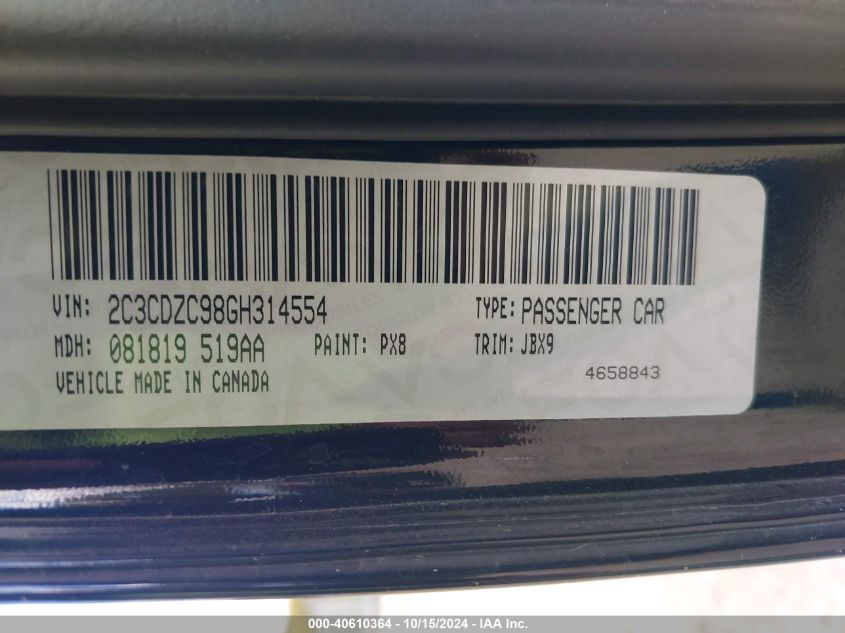 VIN: 2C3CDZC98GH314554 TYPE: PASSENGER CAR
MDH: 081819 519AA PAINT: PX8 TRIM: JBX9
VEHICLE MADE IN CANADA 4658843
000-40610364 - 10/15/2024 - IAA Inc.